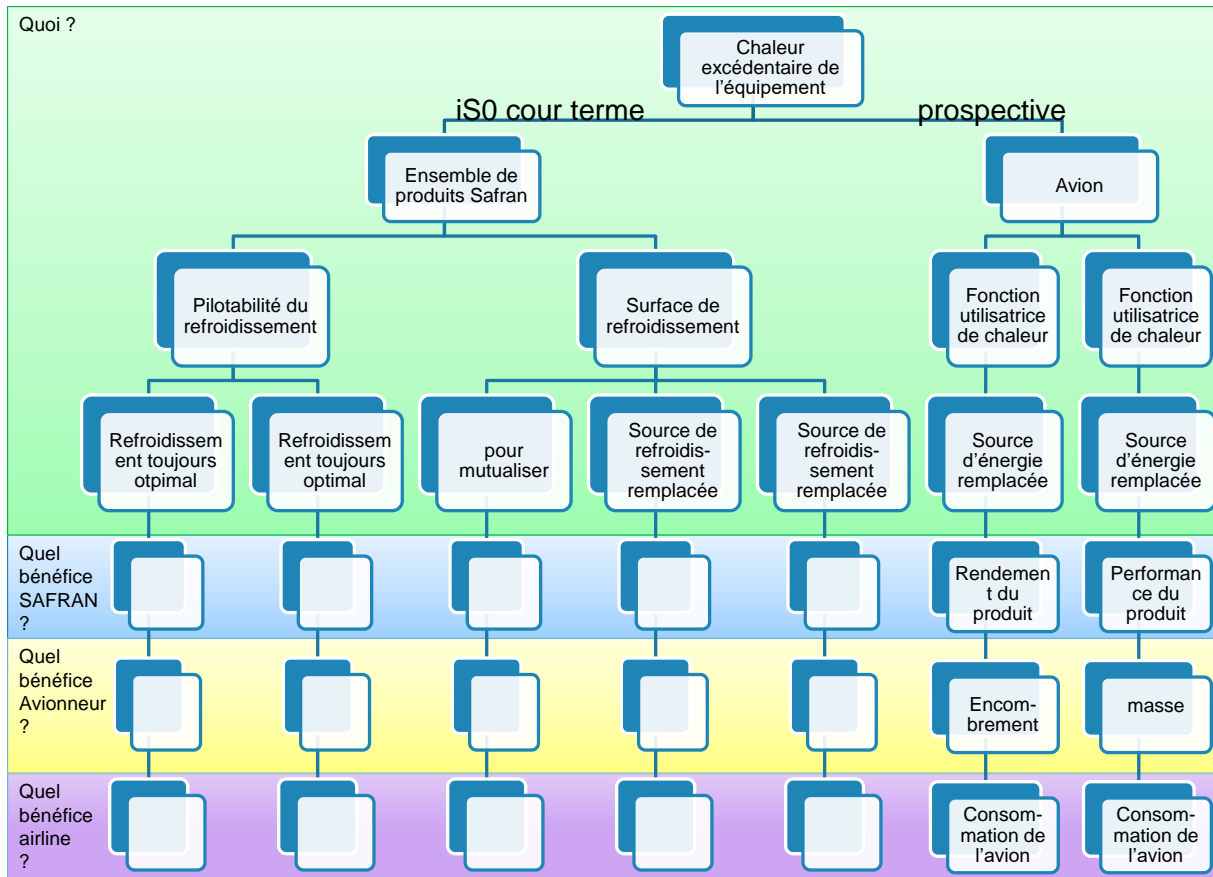 Quoi ?
Chaleur
excédentaire de
l'équipement
iS0 cour terme
prospective
Ensemble de
produits Safran
Avion
Pilotabilité du
refroidissement
Surface de
refroidissement
Fonction
utilisatrice
de chaleur
Fonction
utilisatrice
de chaleur
Refroidissem
ent toujours
otpimal
Refroidissem
ent toujours
optimal
pour
mutualiser
Source de
refroidis-
sement
remplacée
Source de
refroidis-
sement
remplacée
Source
d'énergie
remplacée
Source
d'énergie
remplacée
Quel
bénéfice
SAFRAN
?
Rendemen
t du
produit
Performan
ce du
produit
Quel
bénéfice
Avionneur
?
Encom-
brement
masse
Quel
bénéfice
airline
?
Consom-
mation de
l'avion
Consom-
mation de
l'avion